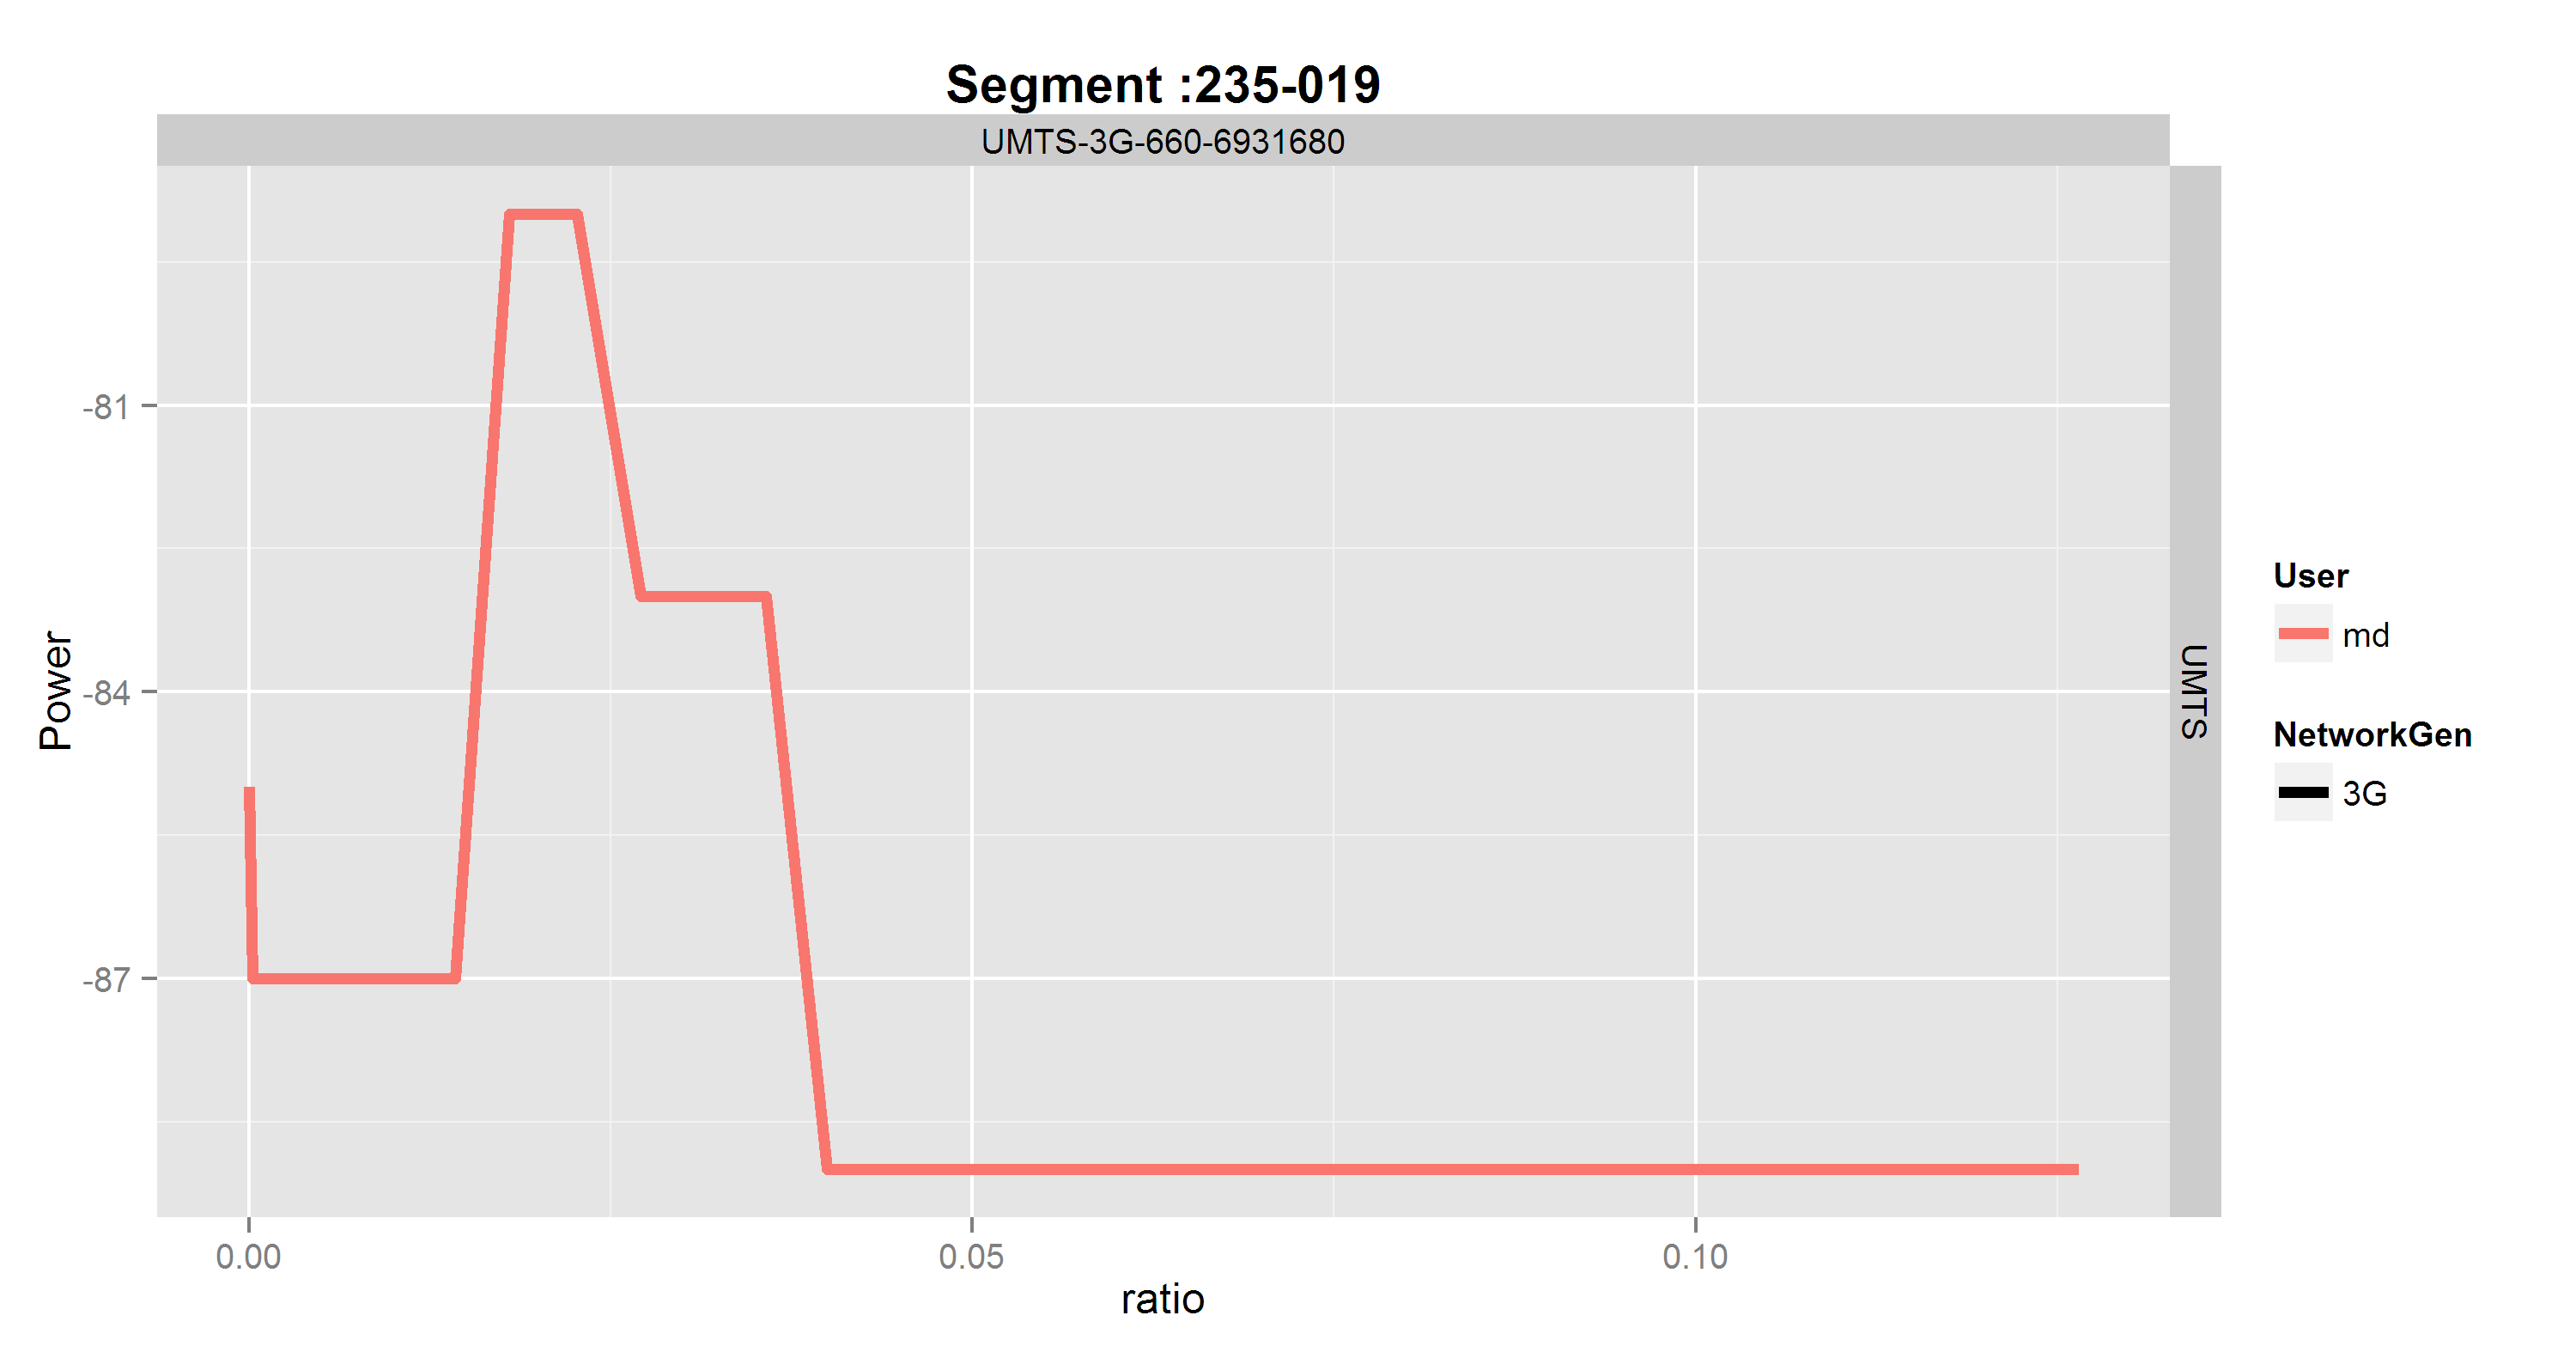 Segment :235-019
UMTS-3G-660-6931680
Power
-81
-84
-87
UMTS
0.00
0.05
0.10
ratio
User
md
NetworkGen
3G